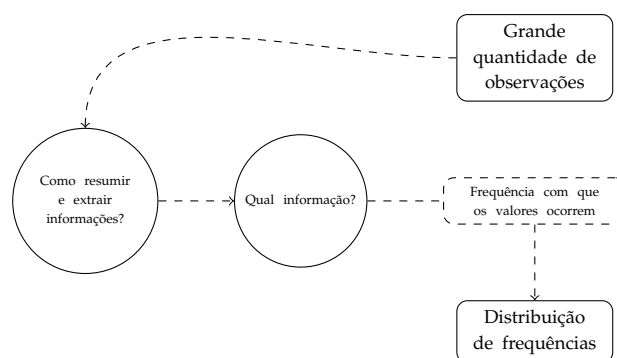 Grande
quantidade de
observações
Como resumir
e extrair
informações?
Qual informação?
Frequência com que
os valores ocorrem
Distribuição
de frequências